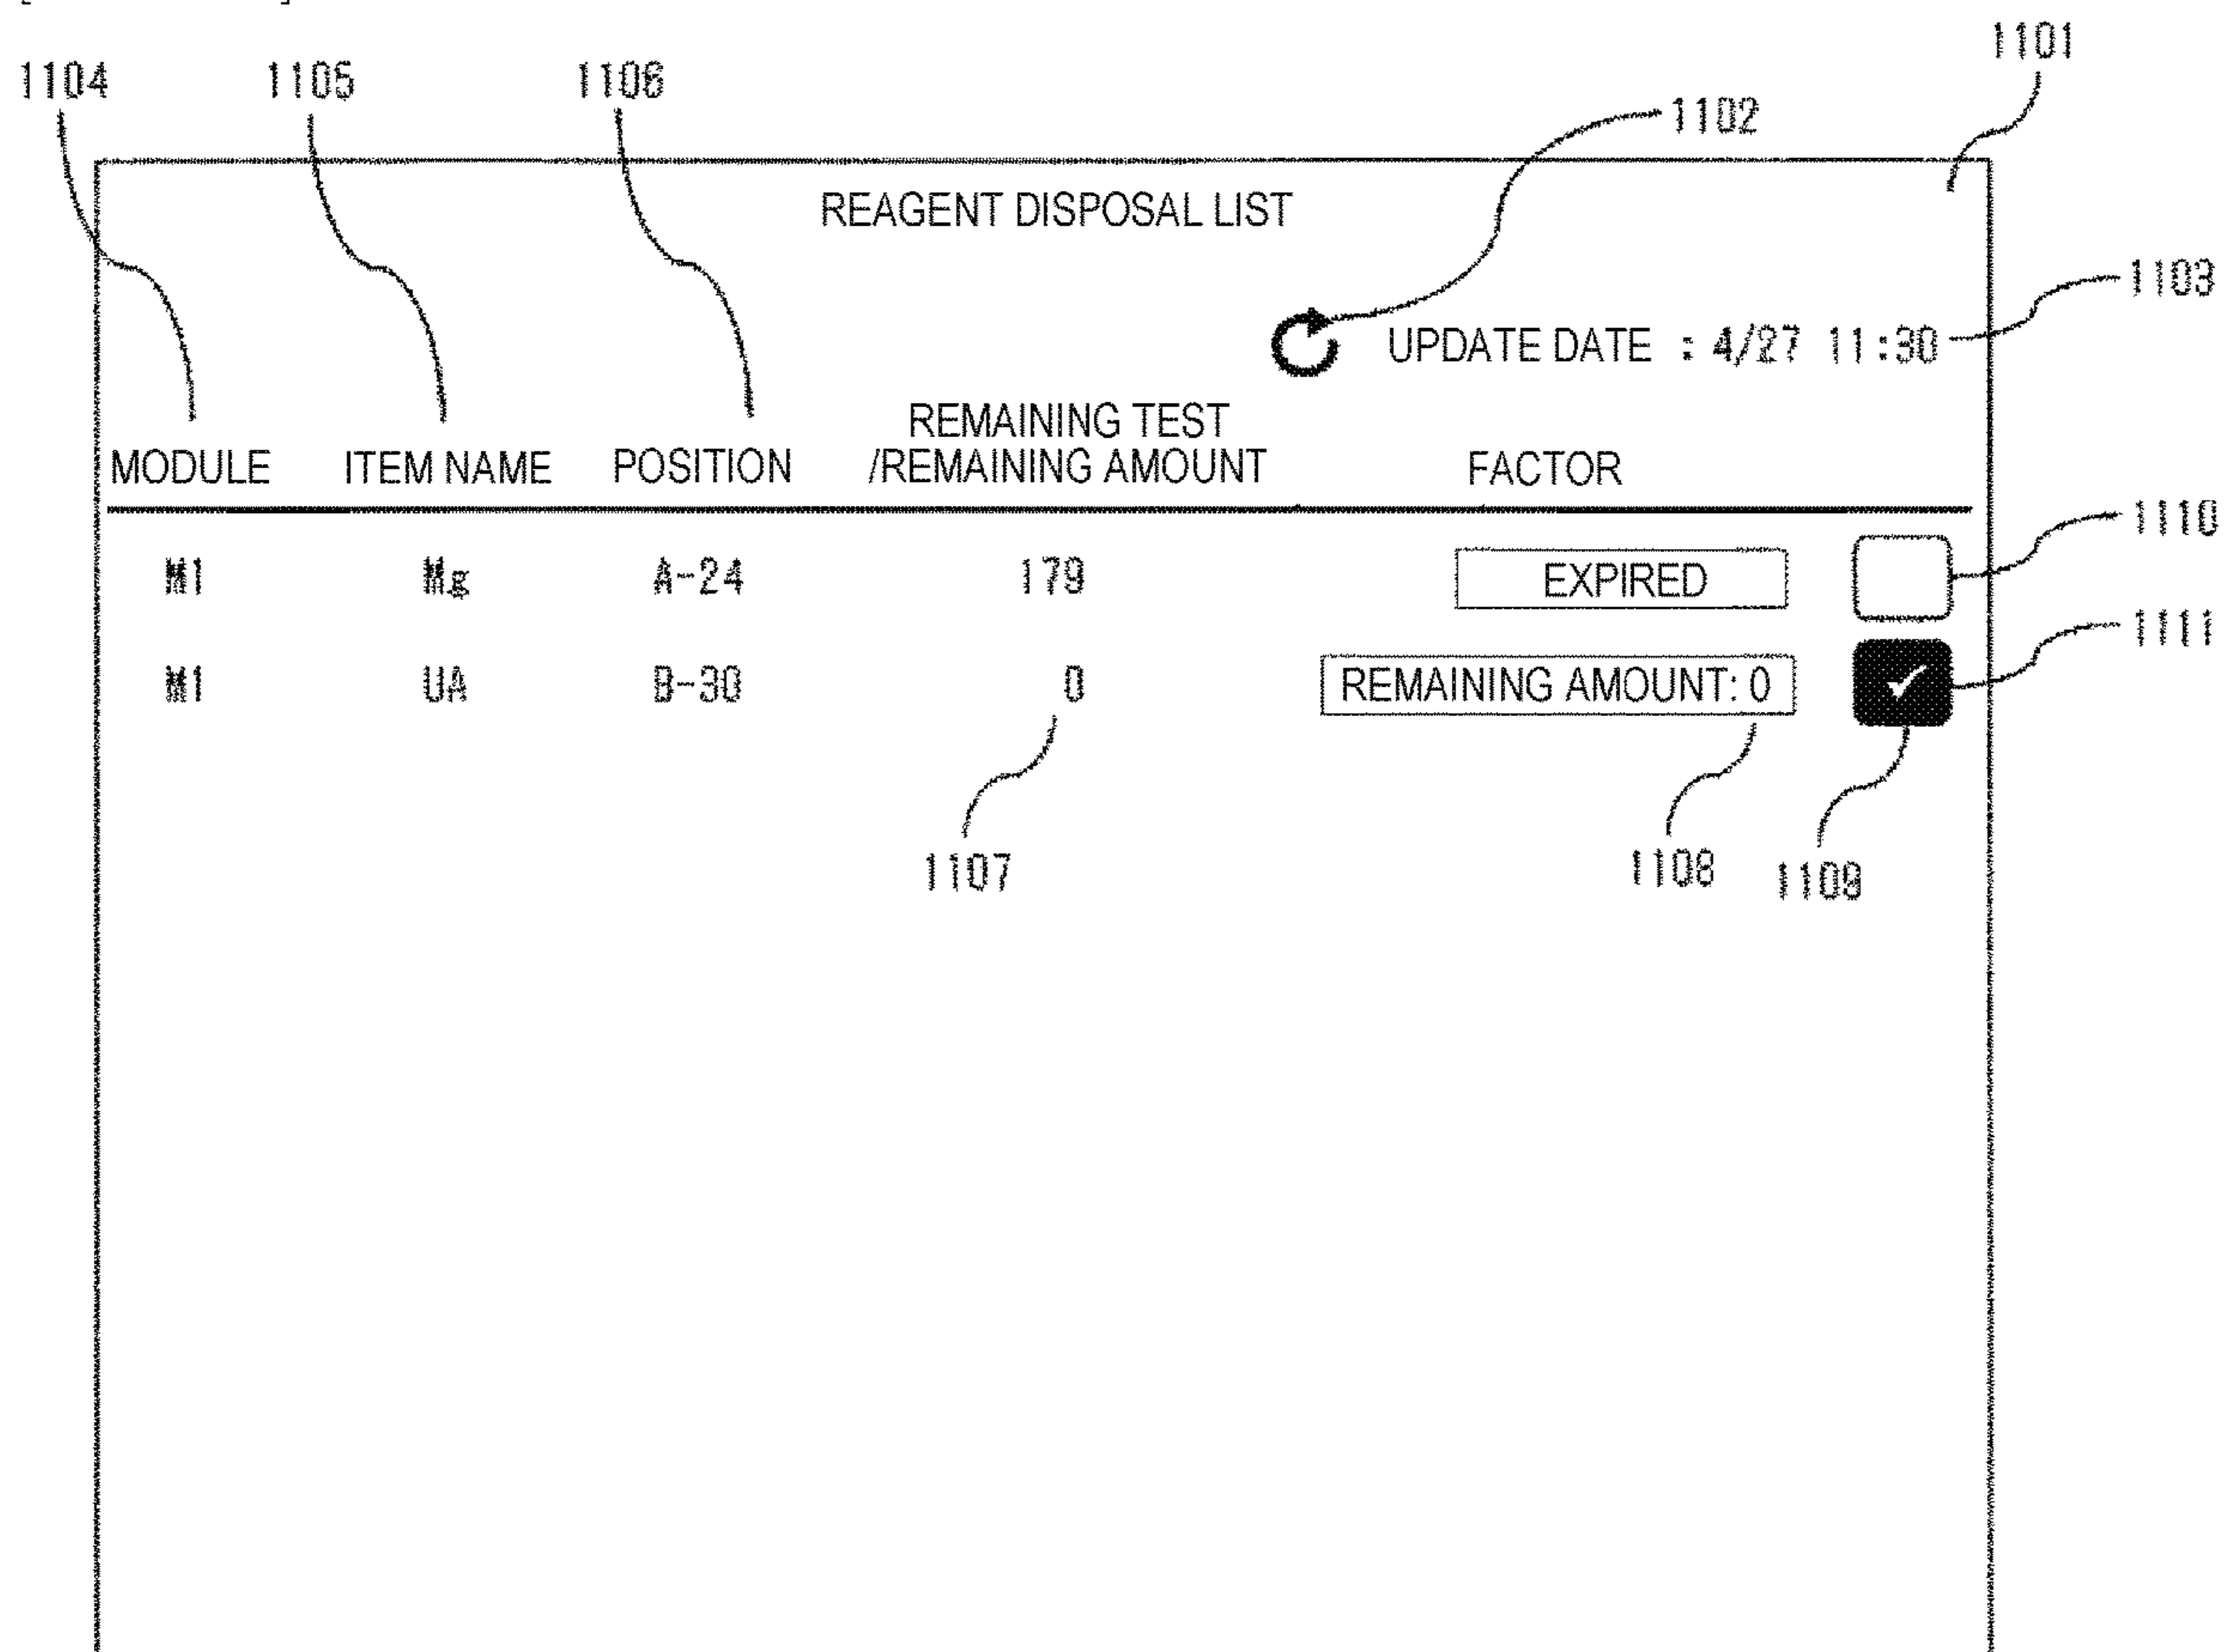 1101
1104 1105 1106
1102
REAGENT DISPOSAL LIST
1103
UPDATE DATE : 4/27 11:30
MODULE ITEM NAME POSITION REMAINING TEST
/REMAINING AMOUNT FACTOR
1110
M1 Mg A-24 179 EXPIRED
1111
M1 UA B-30 0 REMAINING AMOUNT: 0
1107 1108 1109